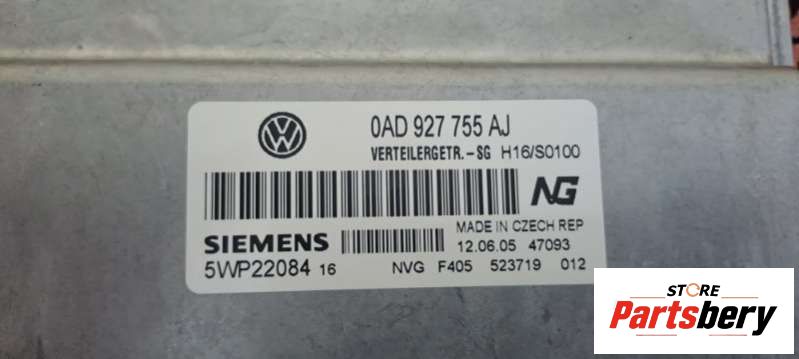 0AD 927 755 AJ
VERTEILERGETR.-SG H16/S0100
NG
MADE IN CZECH REP
SIEMENS
12.06.05 47093
5WP22084 16
NVG F405 523719 012
STORE
Partsbery